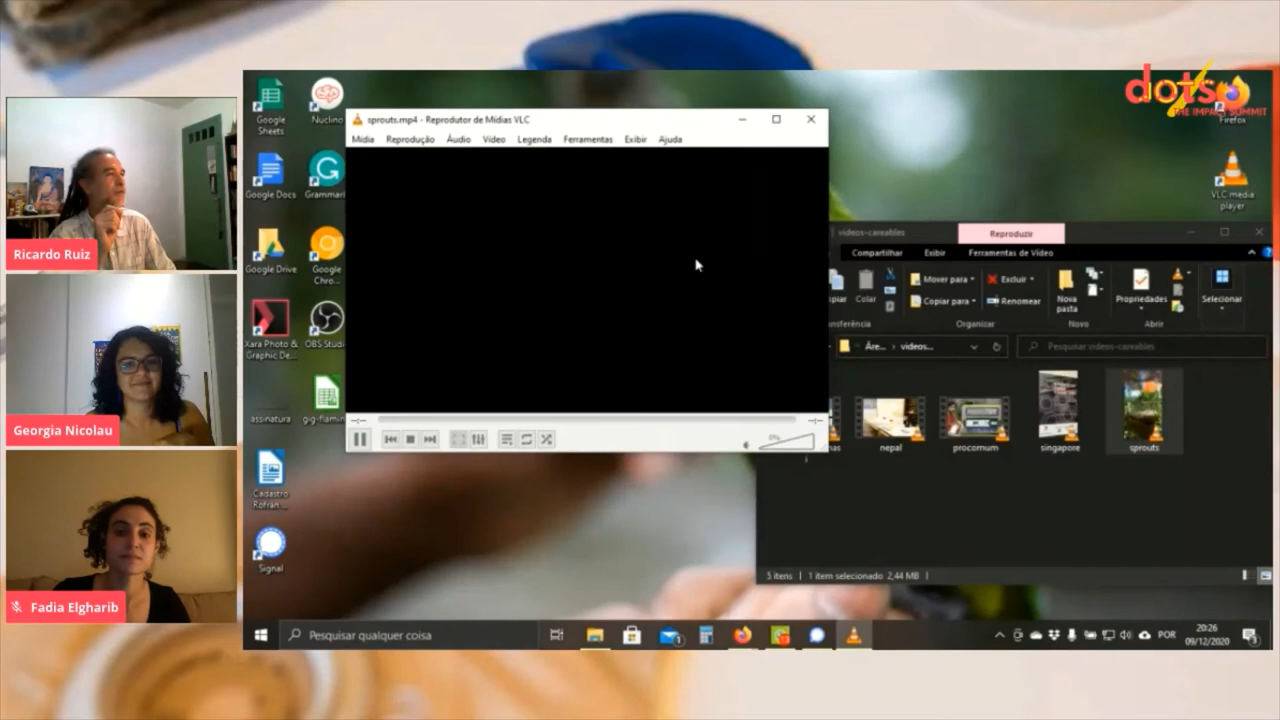 dots
THE IMPACT SUMMIT
Ricardo Ruiz
Georgia Nicolau
Fadia Elgharib
Google
Sheets
Nuclino
Google Docs
Google Drive
Google
Chro...
Xara Photo &
Graphic De...
OBS Studi
assinatura
Cadastro
Signal
Firefox
VLC media
player
sprouts.mp4 - Reprodutor de Mídias VLC
Mídia Reprodução Áudio Vídeo Legenda Ferramentas Exibir Ajuda
0%
videos-careables
Reproduzir
Compartilhar Exibir Ferramentas de Vídeo
Colar
Mover para
Copiar para
Excluir
Renomear
Nova
pasta
Propriedades
Selecionar
Organizar Novo Abrir
Áre... videos...
Pesquisar videos-careables
nepal
procomum
singapore
sprouts
5 itens 1 item selecionado 2,44 MB
Pesquisar qualquer coisa
POR
20:26
09/12/2020